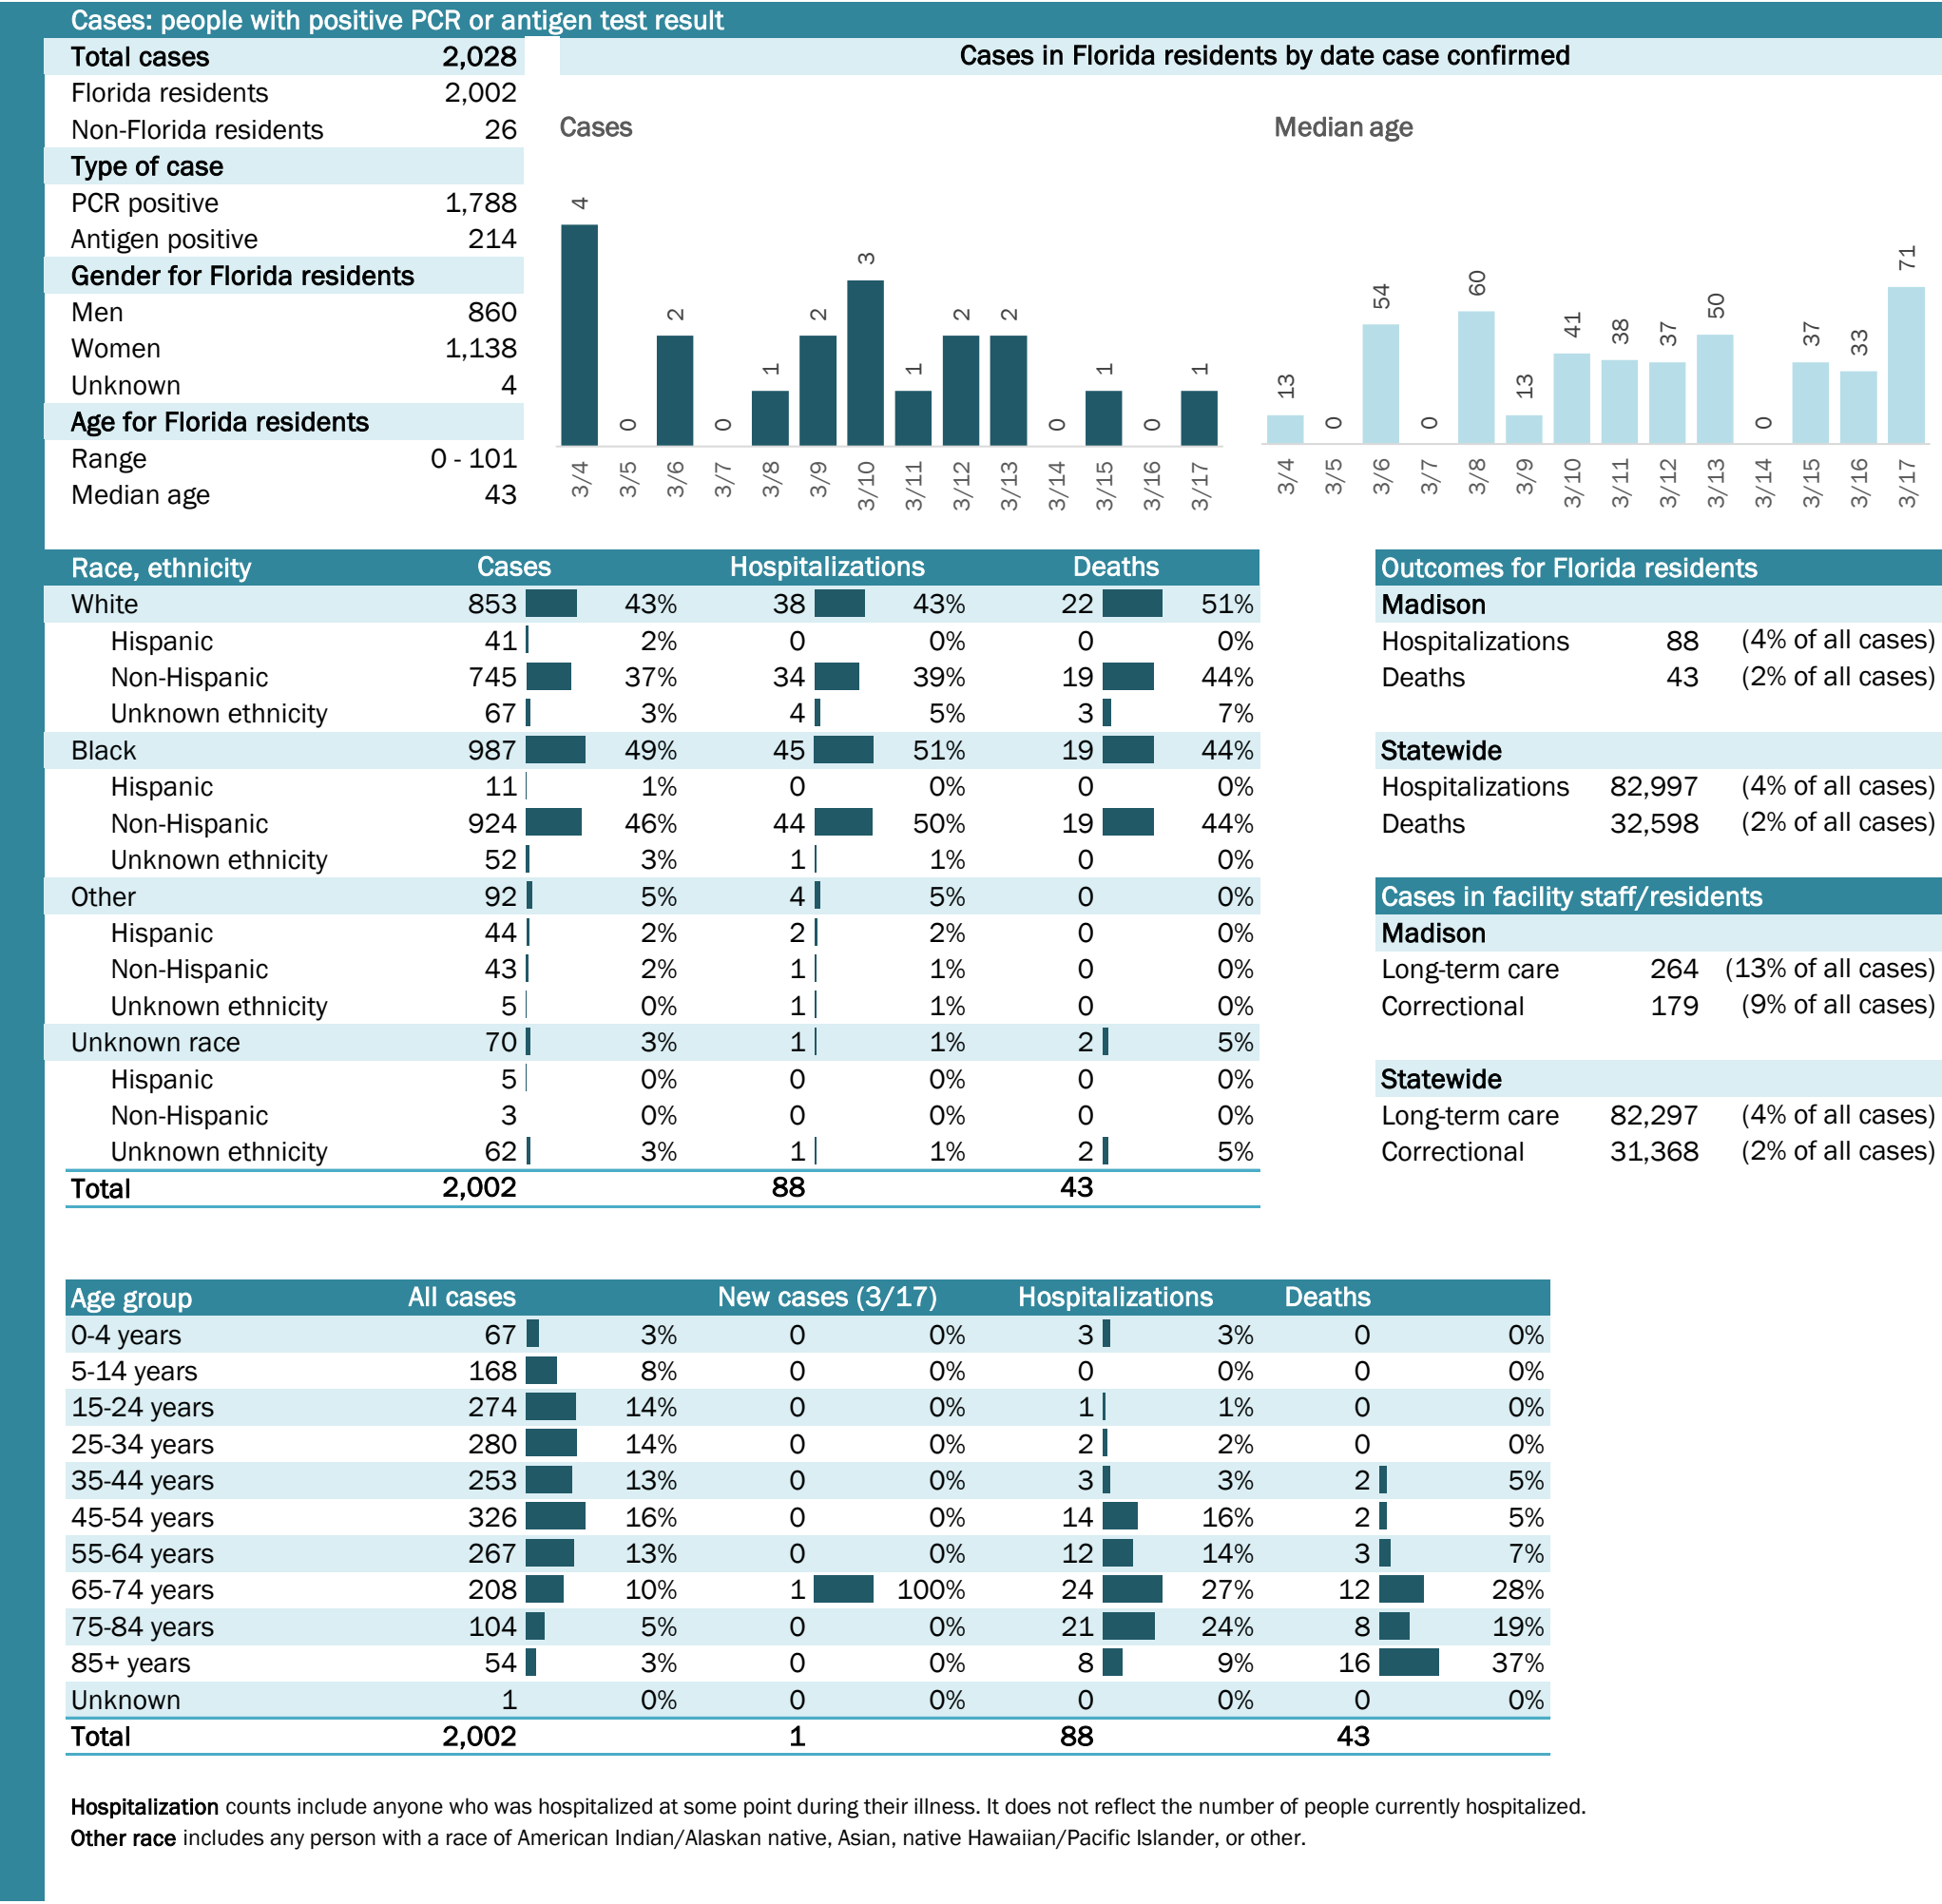 Cases: people with positive PCR or antigen test result
Total cases 2,028
Florida residents 2,002
Non-Florida residents 26
Type of case
PCR positive 1,788
Antigen positive 214
Gender for Florida residents
Men 860
Women 1,138
Unknown 4
Age for Florida residents
Range 0 - 101
Median age 43
Cases in Florida residents by date case confirmed
Cases
4 0 2 0 1 2 3 1 2 2 0 1 0 1
3/4 3/5 3/6 3/7 3/8 3/9 3/10 3/11 3/12 3/13 3/14 3/15 3/16 3/17
Median age
13 0 54 0 60 13 41 38 37 50 0 37 33 71
3/4 3/5 3/6 3/7 3/8 3/9 3/10 3/11 3/12 3/13 3/14 3/15 3/16 3/17
Race, ethnicity Cases Hospitalizations Deaths
White 853 43% 38 43% 22 51%
Hispanic 41 2% 0 0% 0 0%
Non-Hispanic 745 37% 34 39% 19 44%
Unknown ethnicity 67 3% 4 5% 3 7%
Black 987 49% 45 51% 19 44%
Hispanic 11 1% 0 0% 0 0%
Non-Hispanic 924 46% 44 50% 19 44%
Unknown ethnicity 52 3% 1 1% 0 0%
Other 92 5% 4 5% 0 0%
Hispanic 44 2% 2 2% 0 0%
Non-Hispanic 43 2% 1 1% 0 0%
Unknown ethnicity 5 0% 1 1% 0 0%
Unknown race 70 3% 1 1% 2 5%
Hispanic 5 0% 0 0% 0 0%
Non-Hispanic 3 0% 0 0% 0 0%
Unknown ethnicity 62 3% 1 1% 2 5%
Total 2,002 88 43
Outcomes for Florida residents
Madison
Hospitalizations 88 (4% of all cases)
Deaths 43 (2% of all cases)
Statewide
Hospitalizations 82,997 (4% of all cases)
Deaths 32,598 (2% of all cases)
Cases in facility staff/residents
Madison
Long-term care 264 (13% of all cases)
Correctional 179 (9% of all cases)
Statewide
Long-term care 82,297 (4% of all cases)
Correctional 31,368 (2% of all cases)
Age group All cases New cases (3/17) Hospitalizations Deaths
0-4 years 67 3% 0 0% 3 3% 0 0%
5-14 years 168 8% 0 0% 0 0% 0 0%
15-24 years 274 14% 0 0% 1 1% 0 0%
25-34 years 280 14% 0 0% 2 2% 0 0%
35-44 years 253 13% 0 0% 3 3% 2 5%
45-54 years 326 16% 0 0% 14 16% 2 5%
55-64 years 267 13% 0 0% 12 14% 3 7%
65-74 years 208 10% 1 100% 24 27% 12 28%
75-84 years 104 5% 0 0% 21 24% 8 19%
85+ years 54 3% 0 0% 8 9% 16 37%
Unknown 1 0% 0 0% 0 0% 0 0%
Total 2,002 1 88 43
Hospitalization counts include anyone who was hospitalized at some point during their illness. It does not reflect the number of people currently hospitalized.
Other race includes any person with a race of American Indian/Alaskan native, Asian, native Hawaiian/Pacific Islander, or other.